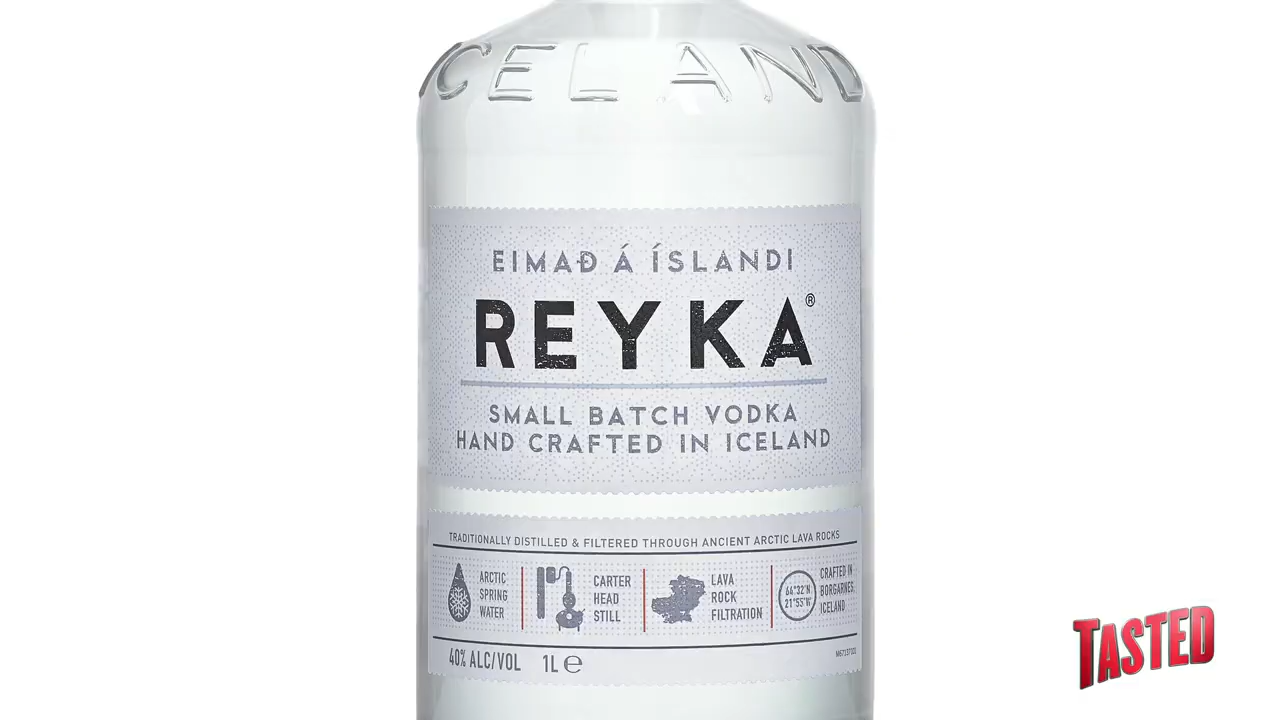 ICELAND
EIMAÐ Á ÍSLANDI
REYKA®
SMALL BATCH VODKA
HAND CRAFTED IN ICELAND
TRADITIONALLY DISTILLED & FILTERED THROUGH ANCIENT ARCTIC LAVA ROCKS
ARCTIC
SPRING
WATER
CARTER
HEAD
STILL
LAVA
ROCK
FILTRATION
64°32'N
21°55'W
CRAFTED IN
BORGARNES,
ICELAND
40% ALC/VOL 1L ℮
TASTED